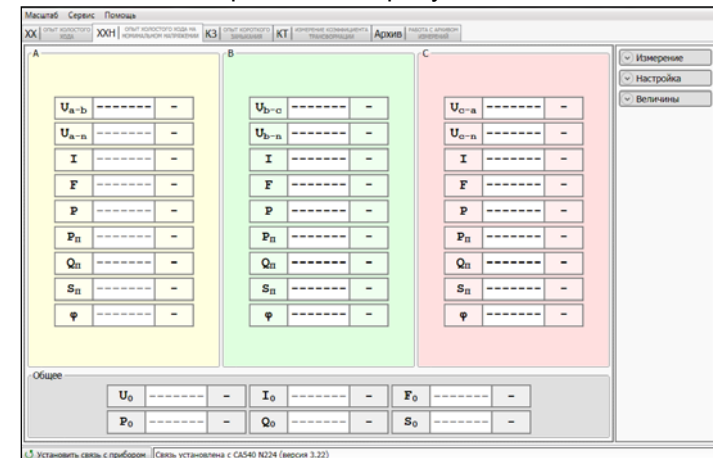 Масштаб Сервис Помощь
XX ОПЫТ ХОЛОСТОГО ХОДА XXН ОПЫТ ХОЛОСТОГО ХОДА НА НОМИНАЛЬНОМ НАПРЯЖЕНИИ КЗ ОПЫТ КОРОТКОГО ЗАМЫКАНИЯ КТ ИЗМЕРЕНИЕ КОЭФФИЦИЕНТА ТРАНСФОРМАЦИИ Архив РАБОТА С АРХИВОМ ИЗМЕРЕНИЙ
A B C
Измерение
Настройка
Величины
Ua-b ------- - Ub-c ------- - Uc-a ------- -
Ua-n ------- - Ub-n ------- - Uc-n ------- -
I ------- - I ------- - I ------- -
F ------- - F ------- - F ------- -
P ------- - P ------- - P ------- -
Pп ------- - Pп ------- - Pп ------- -
Qп ------- - Qп ------- - Qп ------- -
Sп ------- - Sп ------- - Sп ------- -
φ ------- - φ ------- - φ ------- -
Общее
U0 ------- - I0 ------- - F0 ------- -
P0 ------- - Q0 ------- - S0 ------- -
Установить связь с прибором Связь установлена с CA540 N224 (версия 3.22)